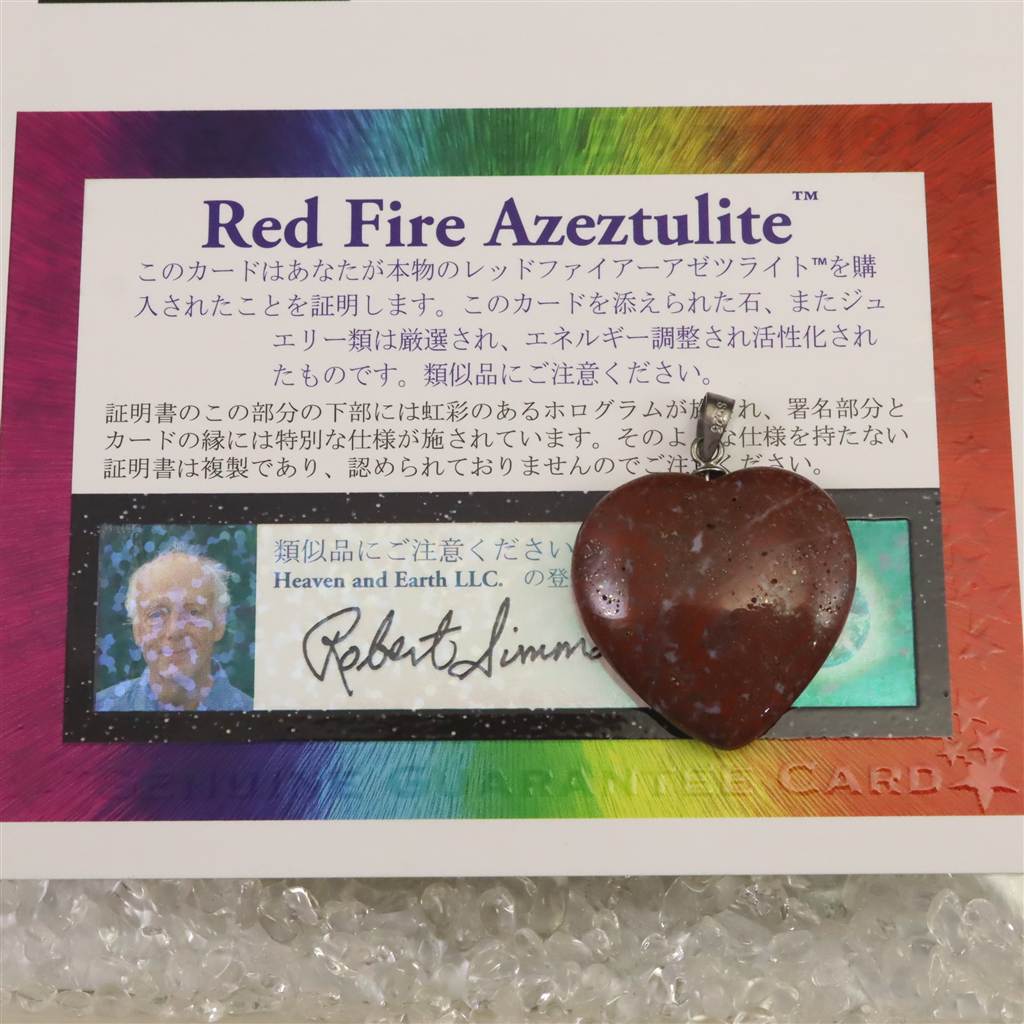 Red Fire Azeztulite™
このカードはあなたが本物のレッドファイアーアゼツライト™を購
入されたことを証明します。このカードを添えられた石、またジュ
エリー類は厳選され、エネルギー調整され活性化され
たものです。類似品にご注意ください。
証明書のこの部分の下部には虹彩のあるホログラムが施され、署名部分と
カードの縁には特別な仕様が施されています。そのような仕様を持たない
証明書は複製であり、認められておりませんのでご注意ください。
類似品にご注意ください
Heaven and Earth LLC. の登
Robert Simm
GENUINE GUARANTEE CARD